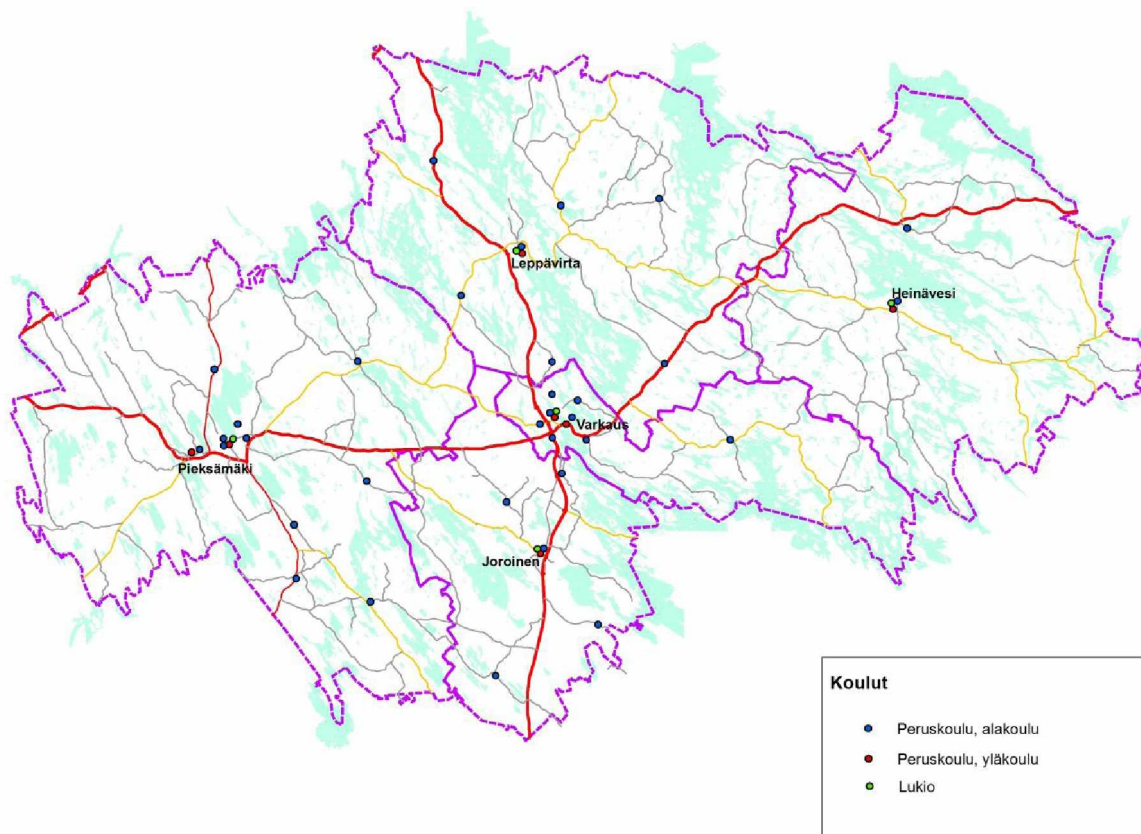 Leppävirta
Heinävesi
Varkaus
Pieksämäki
Joroinen
Koulut
Peruskoulu, alakoulu
Peruskoulu, yläkoulu
Lukio